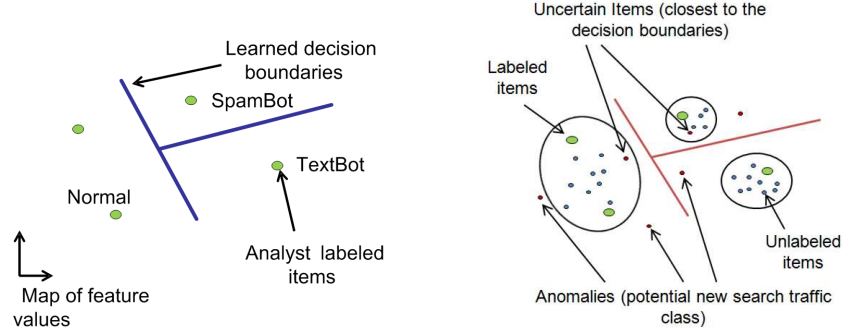 Learned decision
boundaries
SpamBot
TextBot
Normal
Analyst labeled
items
Map of feature
values
Uncertain Items (closest to the
decision boundaries)
Labeled
items
Unlabeled
items
Anomalies (potential new search traffic
class)